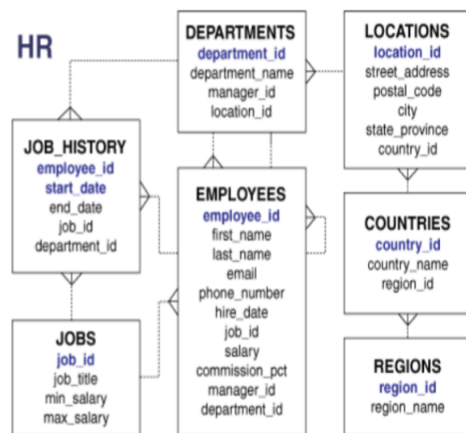 HR
DEPARTMENTS
department_id
department_name
manager_id
location_id
LOCATIONS
location_id
street_address
postal_code
city
state_province
country_id
JOB_HISTORY
employee_id
start_date
end_date
job_id
department_id
EMPLOYEES
employee_id
first_name
last_name
email
phone_number
hire_date
job_id
salary
commission_pct
manager_id
department_id
COUNTRIES
country_id
country_name
region_id
JOBS
job_id
job_title
min_salary
max_salary
REGIONS
region_id
region_name